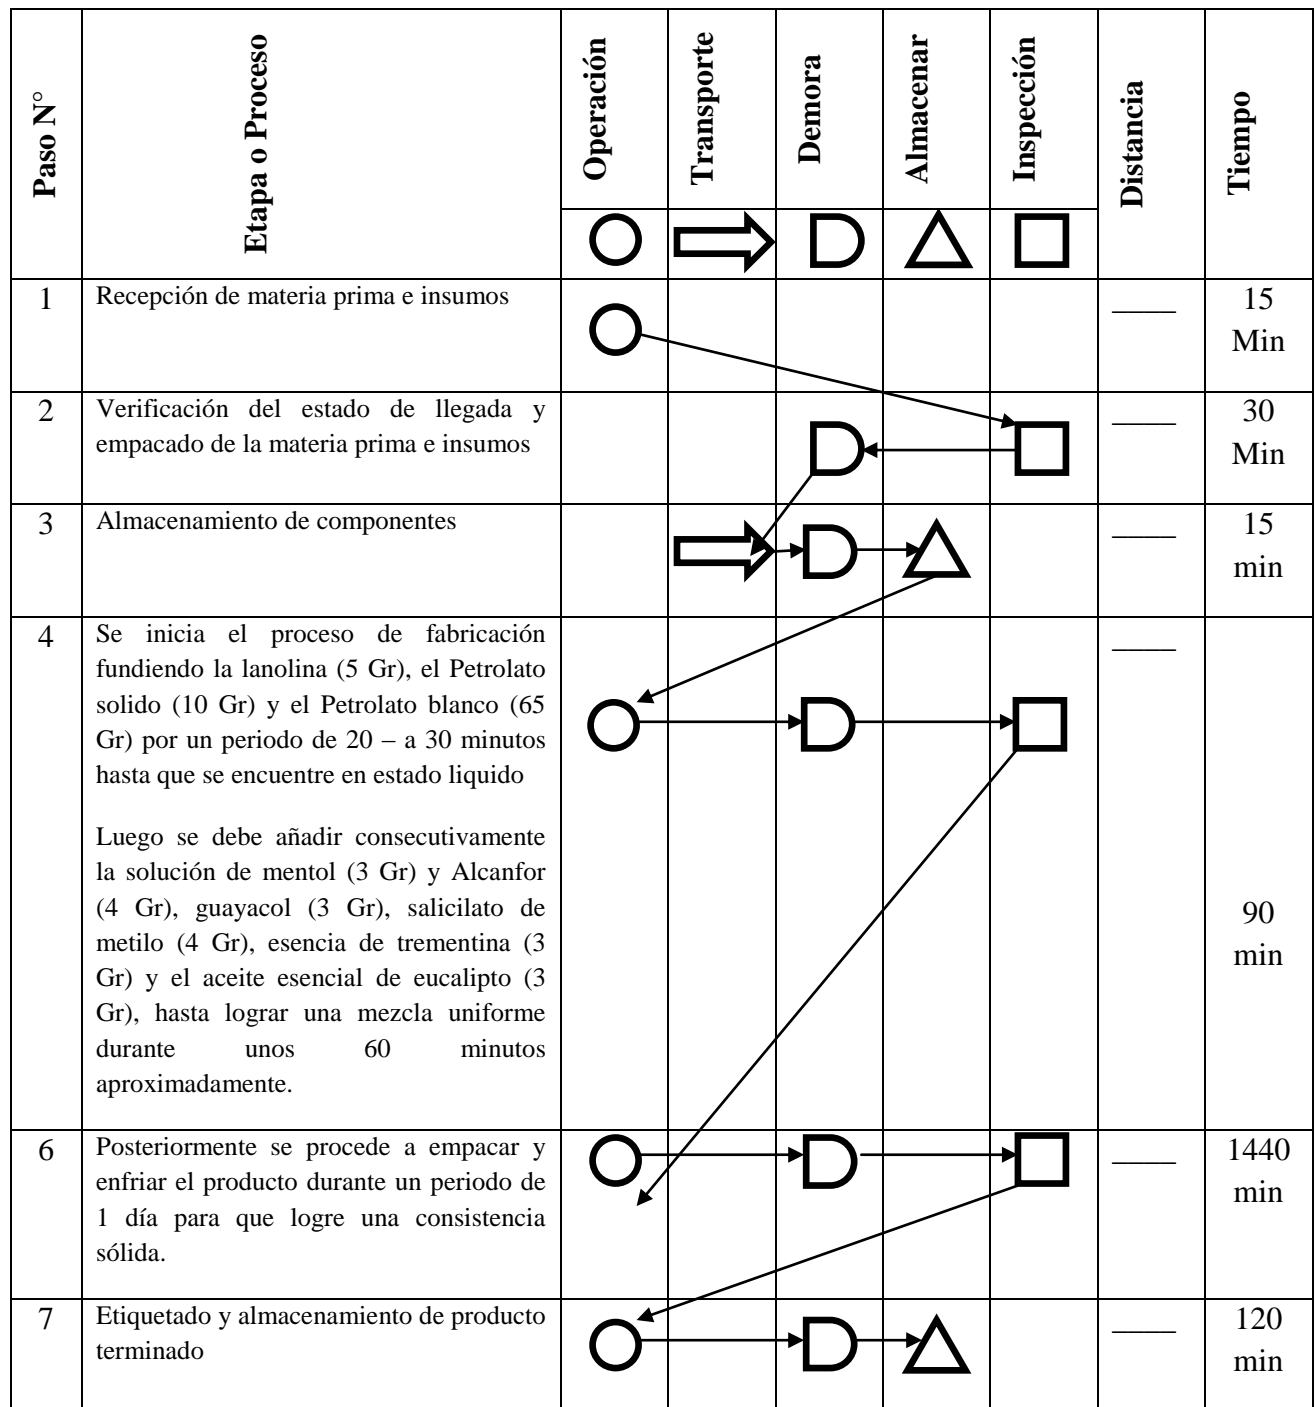 Paso N°
Etapa o Proceso
Operación
Transporte
Demora
Almacenar
Inspección
Distancia
Tiempo
1
Recepción de materia prima e insumos
____
15
Min
2
Verificación del estado de llegada y
empacado de la materia prima e insumos
____
30
Min
3
Almacenamiento de componentes
____
15
min
4
Se inicia el proceso de fabricación
fundiendo la lanolina (5 Gr), el Petrolato
solido (10 Gr) y el Petrolato blanco (65
Gr) por un periodo de 20 – a 30 minutos
hasta que se encuentre en estado liquido
Luego se debe añadir consecutivamente
la solución de mentol (3 Gr) y Alcanfor
(4 Gr), guayacol (3 Gr), salicilato de
metilo (4 Gr), esencia de trementina (3
Gr) y el aceite esencial de eucalipto (3
Gr), hasta lograr una mezcla uniforme
durante unos 60 minutos
aproximadamente.
____
90
min
6
Posteriormente se procede a empacar y
enfriar el producto durante un periodo de
1 día para que logre una consistencia
sólida.
____
1440
min
7
Etiquetado y almacenamiento de producto
terminado
____
120
min